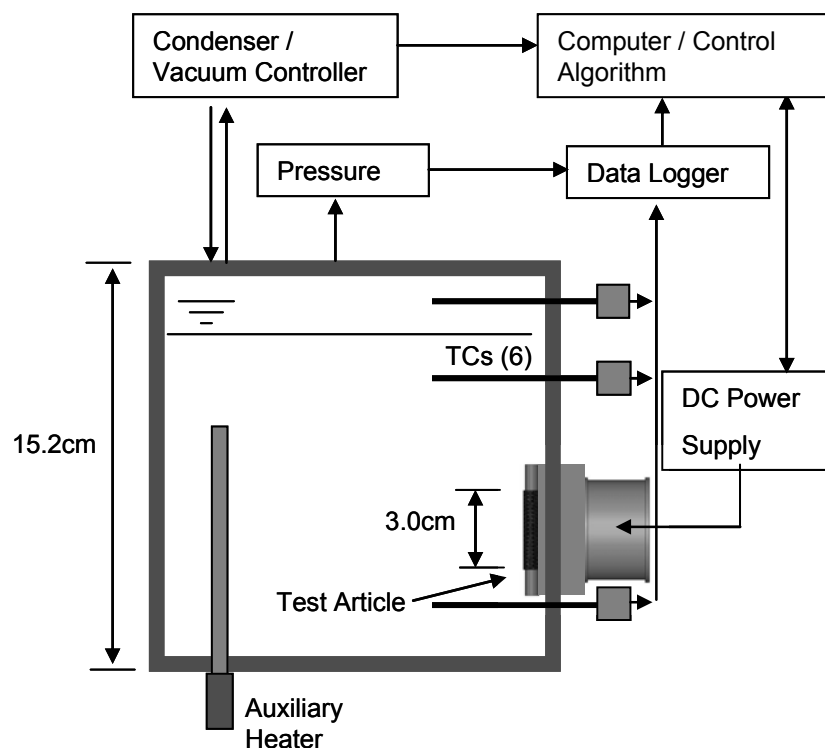 Condenser /
Vacuum Controller
Computer / Control
Algorithm
Pressure
Data Logger
TCs (6)
DC Power
Supply
15.2cm
3.0cm
Test Article
Auxiliary
Heater